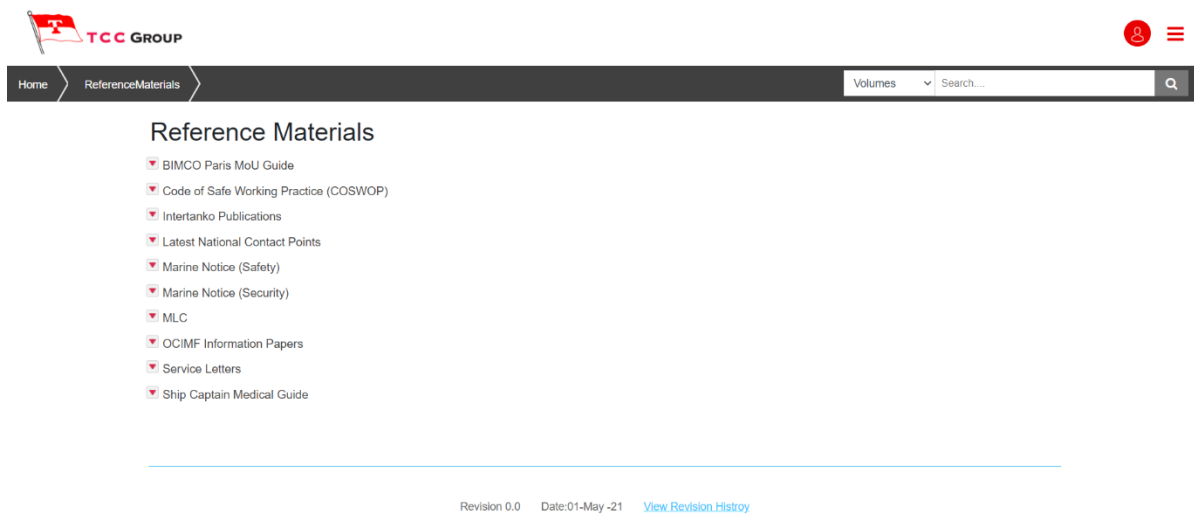 T
TCC GROUP
Home ReferenceMaterials Volumes Search....
Reference Materials
BIMCO Paris MoU Guide
Code of Safe Working Practice (COSWOP)
Intertanko Publications
Latest National Contact Points
Marine Notice (Safety)
Marine Notice (Security)
MLC
OCIMF Information Papers
Service Letters
Ship Captain Medical Guide
Revision 0.0 Date:01-May -21 View Revision Histroy